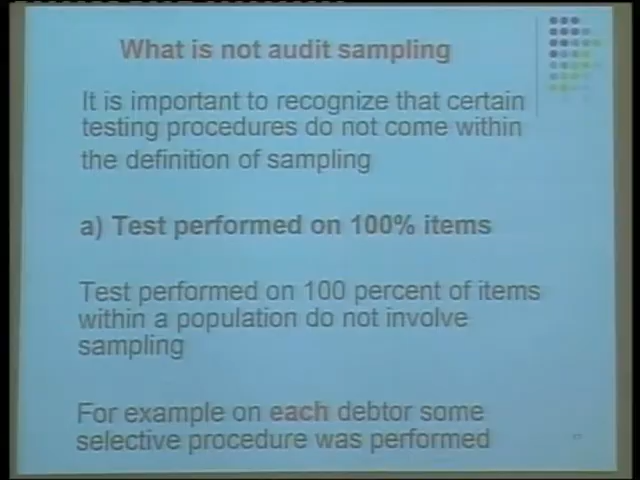 What is not audit sampling
It is important to recognize that certain
testing procedures do not come within
the definition of sampling
a) Test performed on 100% items
Test performed on 100 percent of items
within a population do not involve
sampling
For example on each debtor some
selective procedure was performed